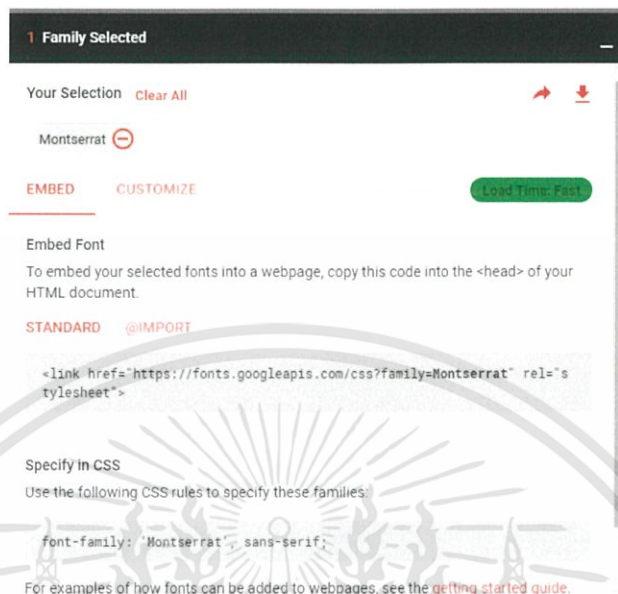 1 Family Selected
Your Selection Clear All
Montserrat
EMBED CUSTOMIZE Load Time: Fast
Embed Font
To embed your selected fonts into a webpage, copy this code into the <head> of your
HTML document.
STANDARD @IMPORT
<link href="https://fonts.googleapis.com/css?family=Montserrat" rel="s
tylesheet">
Specify in CSS
Use the following CSS rules to specify these families:
font-family: 'Montserrat', sans-serif;
For examples of how fonts can be added to webpages, see the getting started guide.